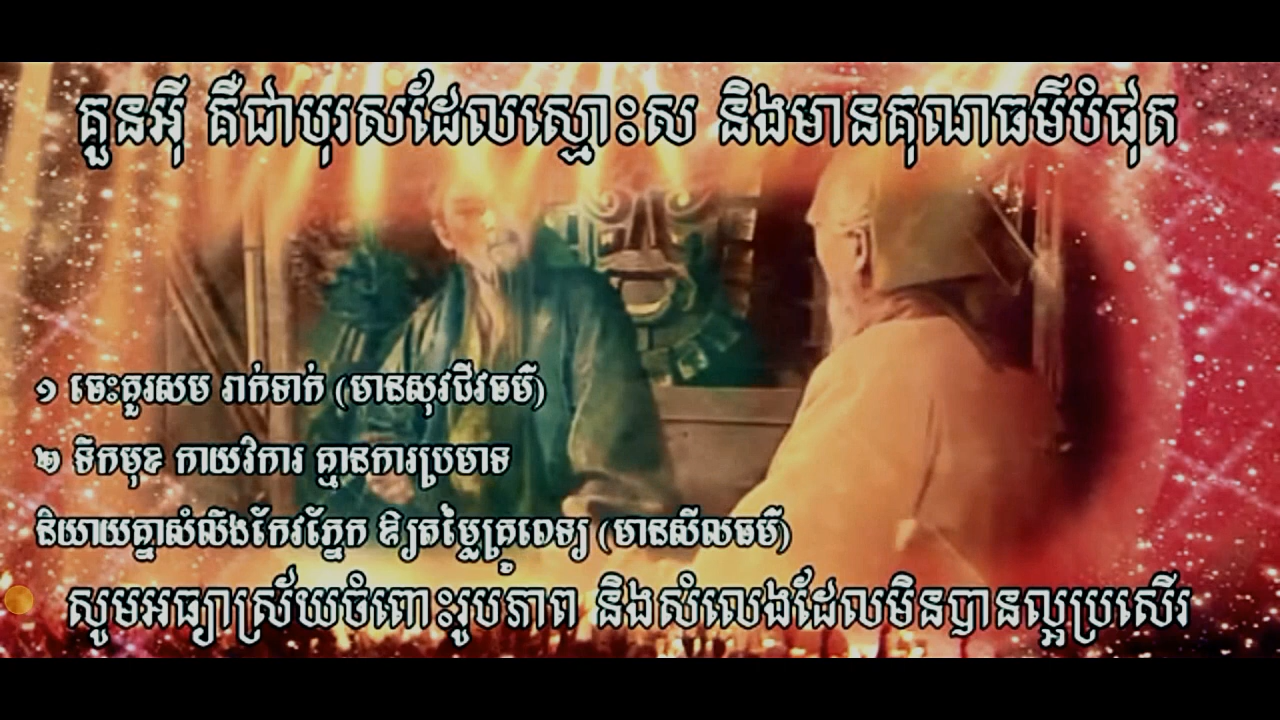 គួនអ៊ី គឺជាបុរសដែលស្មោះស និងមានគុណធម៌បំផុត
១ ចេះគួរសម រាក់ទាក់ (មានសុវជីវធម៌)
២ ទឹកមុខ កាយវិការ គ្មានការប្រមាទ
និយាយគ្នាសំលឹងកែវភ្នែក ឱ្យតម្លៃគ្រូពេទ្យ (មានសីលធម៌)
សូមអធ្យាស្រ័យចំពោះរូបភាព និងសំលេងដែលមិនបានល្អប្រសើរ